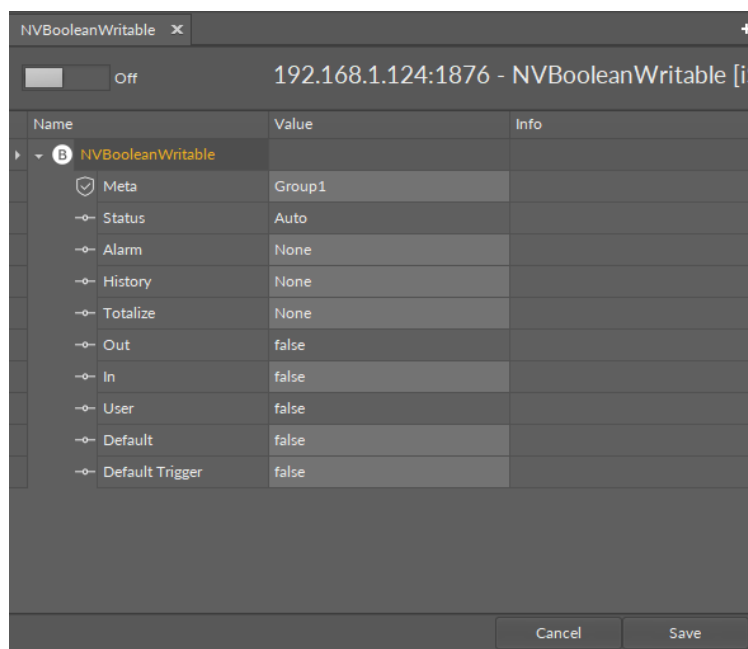 NVBooleanWritable
Off 192.168.1.124:1876 - NVBooleanWritable [i
Name Value Info
B NVBooleanWritable
Meta Group1
Status Auto
Alarm None
History None
Totalize None
Out false
In false
User false
Default false
Default Trigger false
Cancel Save